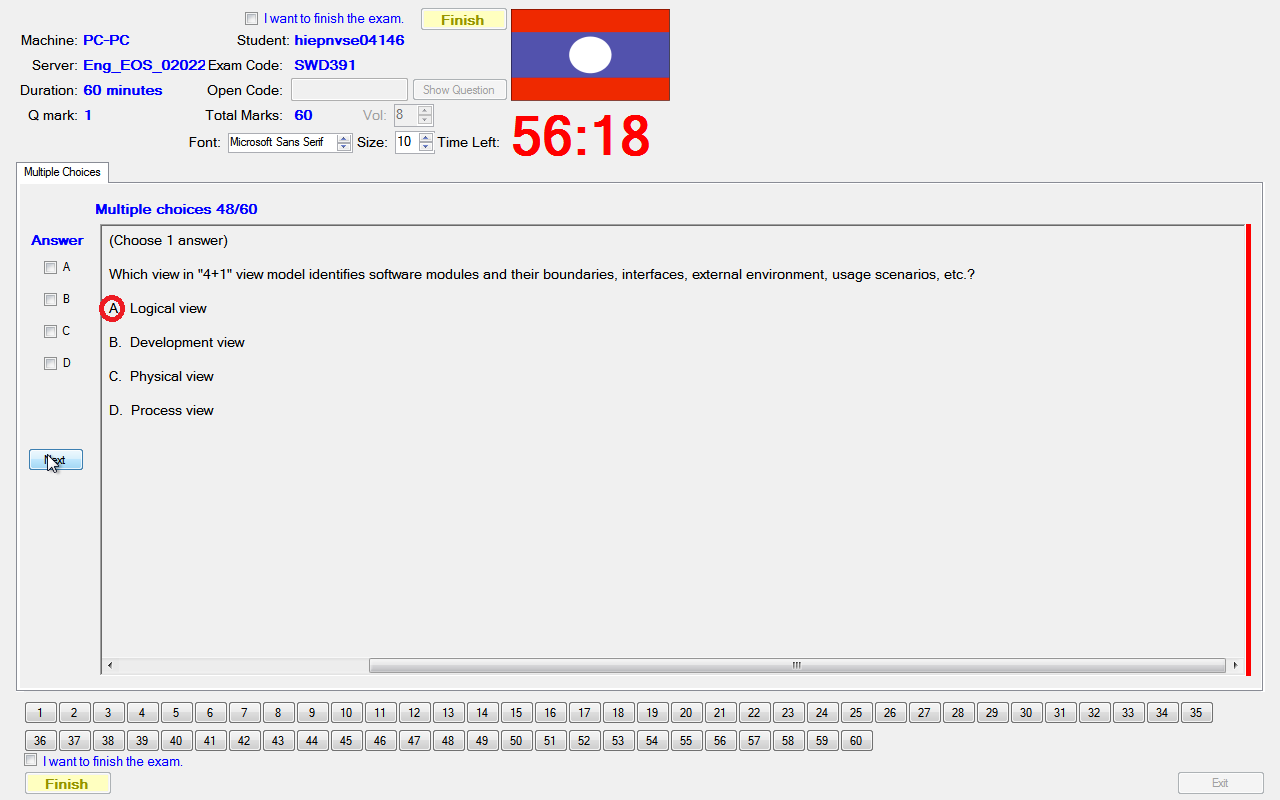 I want to finish the exam.
Finish
Machine: PC-PC
Student: hiepnvse04146
Server: Eng_EOS_02022
Exam Code: SWD391
Duration: 60 minutes
Open Code:
Show Question
Q mark: 1
Total Marks: 60
Vol: 8
Font: Microsoft Sans Serif
Size: 10
Time Left: 56:18
Multiple Choices
Multiple choices 48/60
Answer
A
B
C
D
Next
(Choose 1 answer)
Which view in "4+1" view model identifies software modules and their boundaries, interfaces, external environment, usage scenarios, etc.?
A. Logical view
B. Development view
C. Physical view
D. Process view
1 2 3 4 5 6 7 8 9 10 11 12 13 14 15 16 17 18 19 20 21 22 23 24 25 26 27 28 29 30 31 32 33 34 35
36 37 38 39 40 41 42 43 44 45 46 47 48 49 50 51 52 53 54 55 56 57 58 59 60
I want to finish the exam.
Finish
Exit